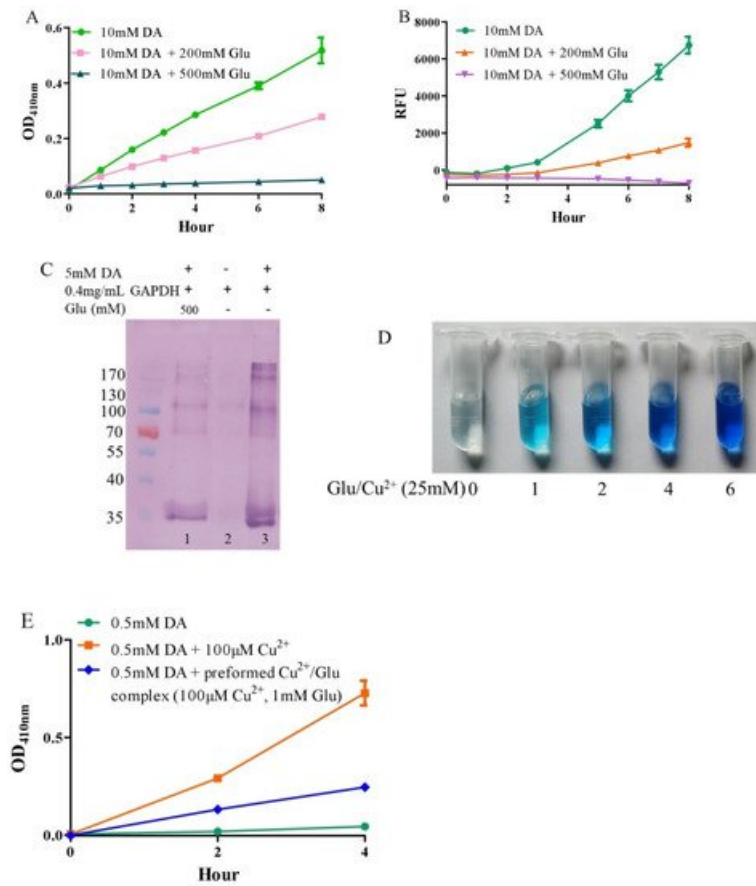 A
10mM DA
10mM DA + 200mM Glu
10mM DA + 500mM Glu
OD410nm
0.6
0.4
0.2
0.0
0 2 4 6 8
Hour
B
10mM DA
10mM DA + 200mM Glu
10mM DA + 500mM Glu
RFU
8000
6000
4000
2000
0
0 2 4 6 8
Hour
C
5mM DA + - +
0.4mg/mL GAPDH + + +
Glu (mM) 500 - -
170
130
100
70
55
40
35
1 2 3
D
Glu/Cu²⁺ (25mM) 0 1 2 4 6
E
0.5mM DA
0.5mM DA + 100μM Cu²⁺
0.5mM DA + preformed Cu²⁺/Glu
complex (100μM Cu²⁺, 1mM Glu)
OD410nm
1.0
0.5
0.0
0 2 4
Hour